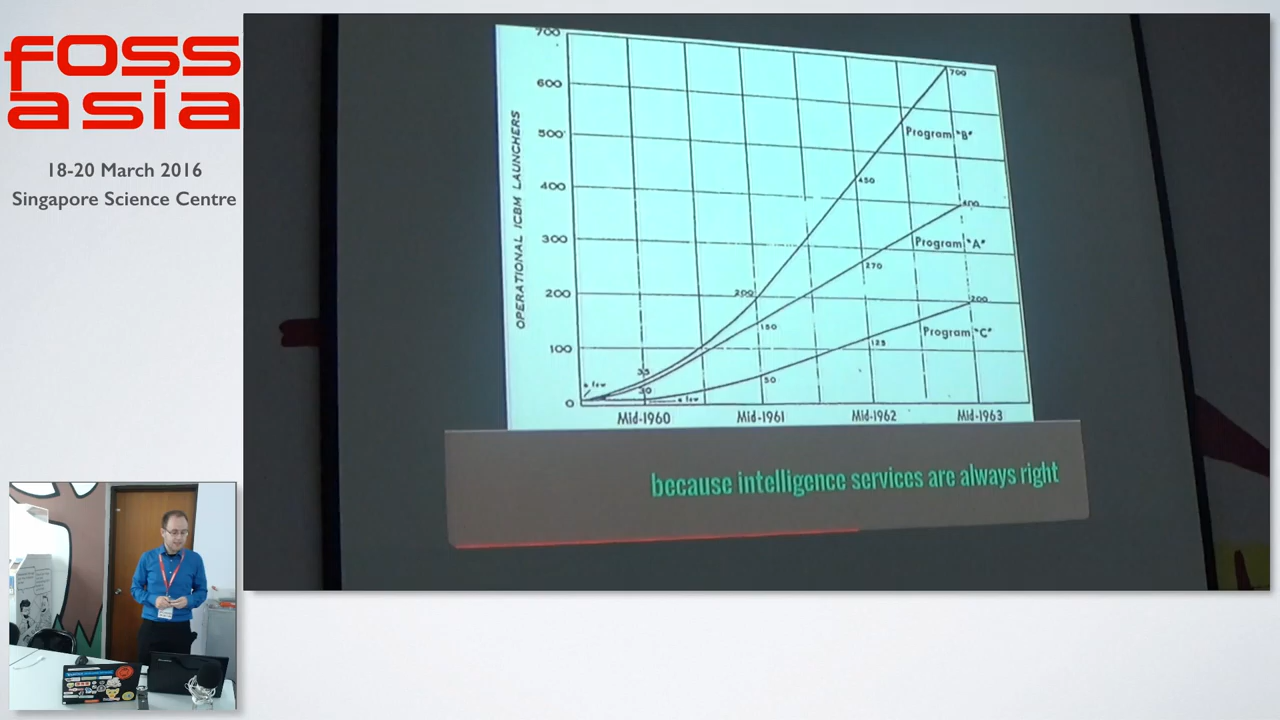 foss
asia
18-20 March 2016
Singapore Science Centre
OPERATIONAL ICBM LAUNCHERS
700
600
500
400
300
200
100
0
700
Program "B"
450
400
Program "A"
270
200
200
150
Program "C"
125
50
35
30
a few
a few
Mid-1960 Mid-1961 Mid-1962 Mid-1963
because intelligence services are always right